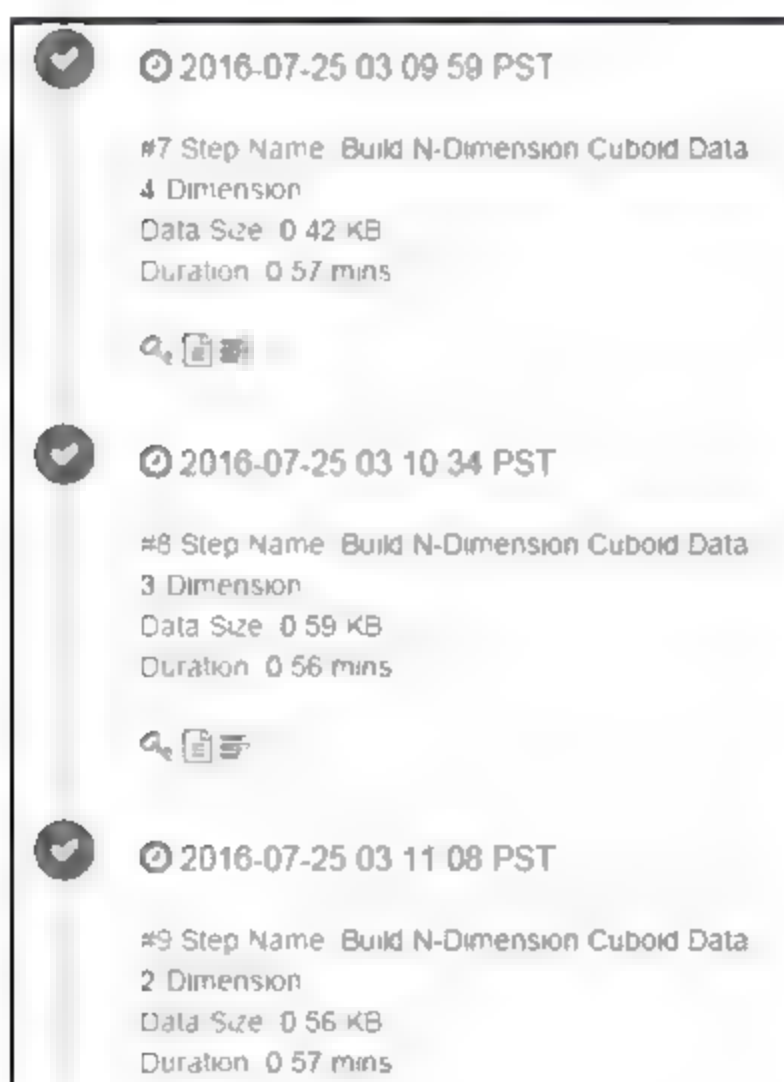 2016-07-25 03 09 59 PST
#7 Step Name Build N-Dimension Cuboid Data
4 Dimension
Data Size 0 42 KB
Duration 0 57 mins
2016-07-25 03 10 34 PST
#8 Step Name Build N-Dimension Cuboid Data
3 Dimension
Data Size 0 59 KB
Duration 0 56 mins
2016-07-25 03 11 08 PST
#9 Step Name Build N-Dimension Cuboid Data
2 Dimension
Data Size 0 56 KB
Duration 0 57 mins